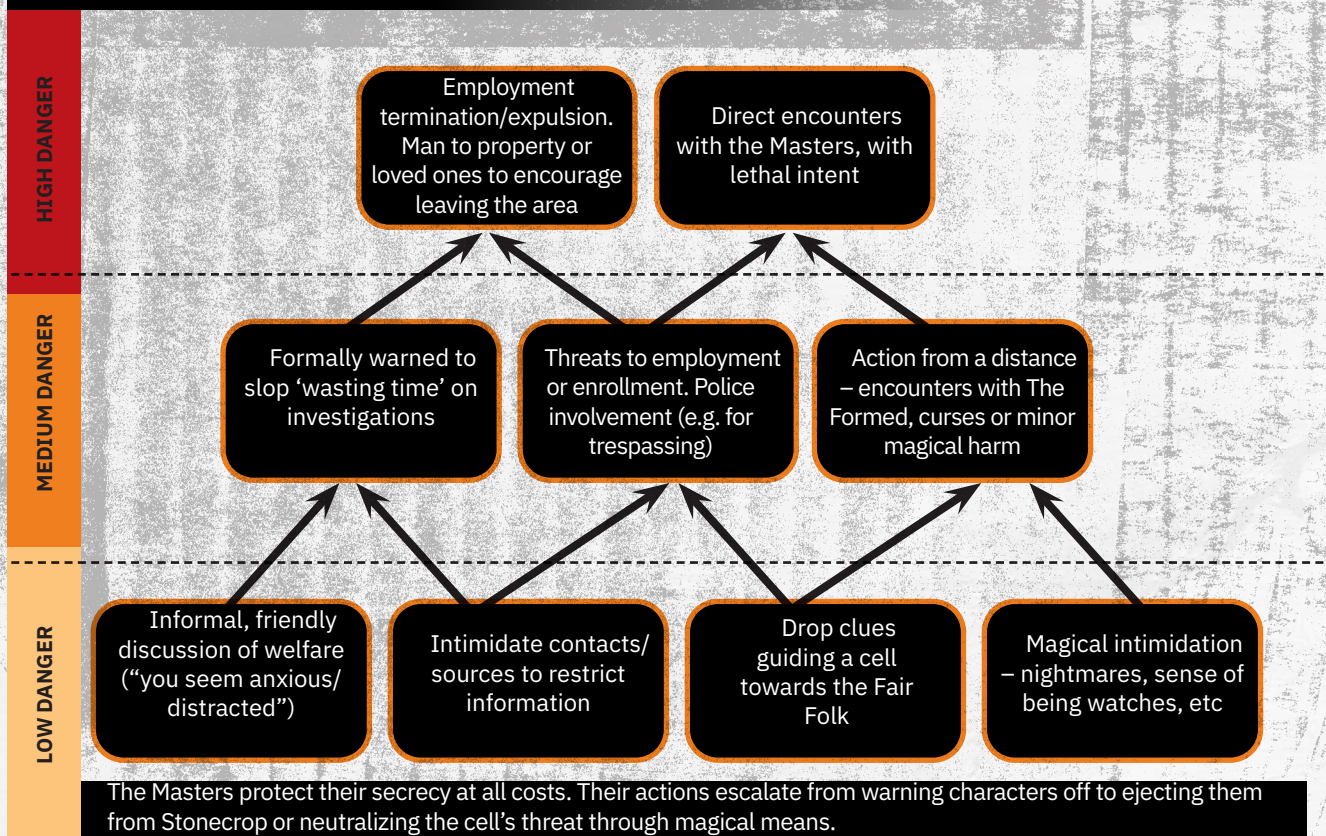 HIGH DANGER
Employment
termination/expulsion.
Man to property or
loved ones to encourage
leaving the area
Direct encounters
with the Masters, with
lethal intent
MEDIUM DANGER
Formally warned to
slop ‘wasting time’ on
investigations
Threats to employment
or enrollment. Police
involvement (e.g. for
trespassing)
Action from a distance
– encounters with The
Formed, curses or minor
magical harm
LOW DANGER
Informal, friendly
discussion of welfare
(“you seem anxious/
distracted”)
Intimidate contacts/
sources to restrict
information
Drop clues
guiding a cell
towards the Fair
Folk
Magical intimidation
– nightmares, sense of
being watches, etc
The Masters protect their secrecy at all costs. Their actions escalate from warning characters off to ejecting them
from Stonecrop or neutralizing the cell’s threat through magical means.